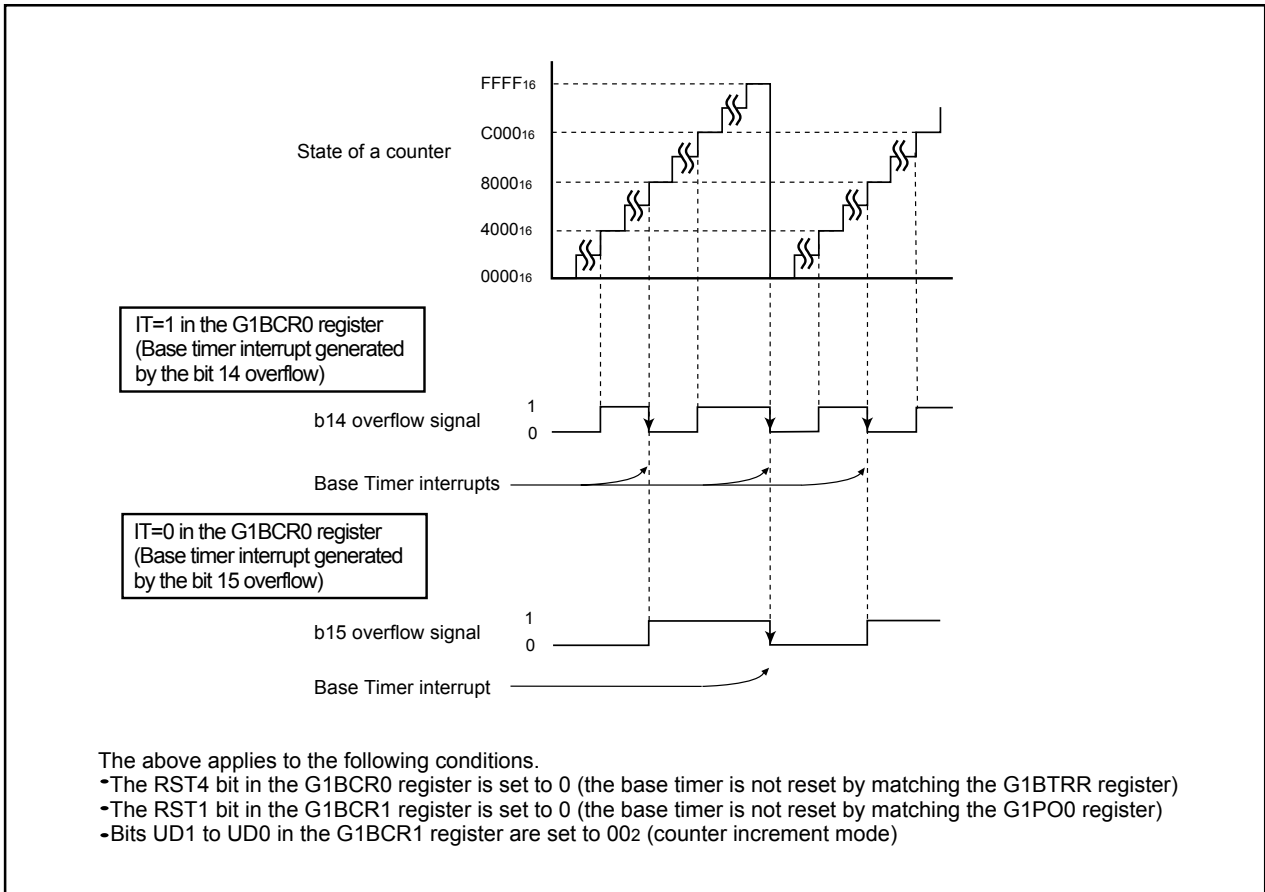 FFFF16
C00016
State of a counter
800016
400016
000016
IT=1 in the G1BCR0 register
(Base timer interrupt generated
by the bit 14 overflow)
b14 overflow signal
1
0
Base Timer interrupts
IT=0 in the G1BCR0 register
(Base timer interrupt generated
by the bit 15 overflow)
b15 overflow signal
1
0
Base Timer interrupt
The above applies to the following conditions.
•The RST4 bit in the G1BCR0 register is set to 0 (the base timer is not reset by matching the G1BTRR register)
•The RST1 bit in the G1BCR1 register is set to 0 (the base timer is not reset by matching the G1PO0 register)
•Bits UD1 to UD0 in the G1BCR1 register are set to 002 (counter increment mode)